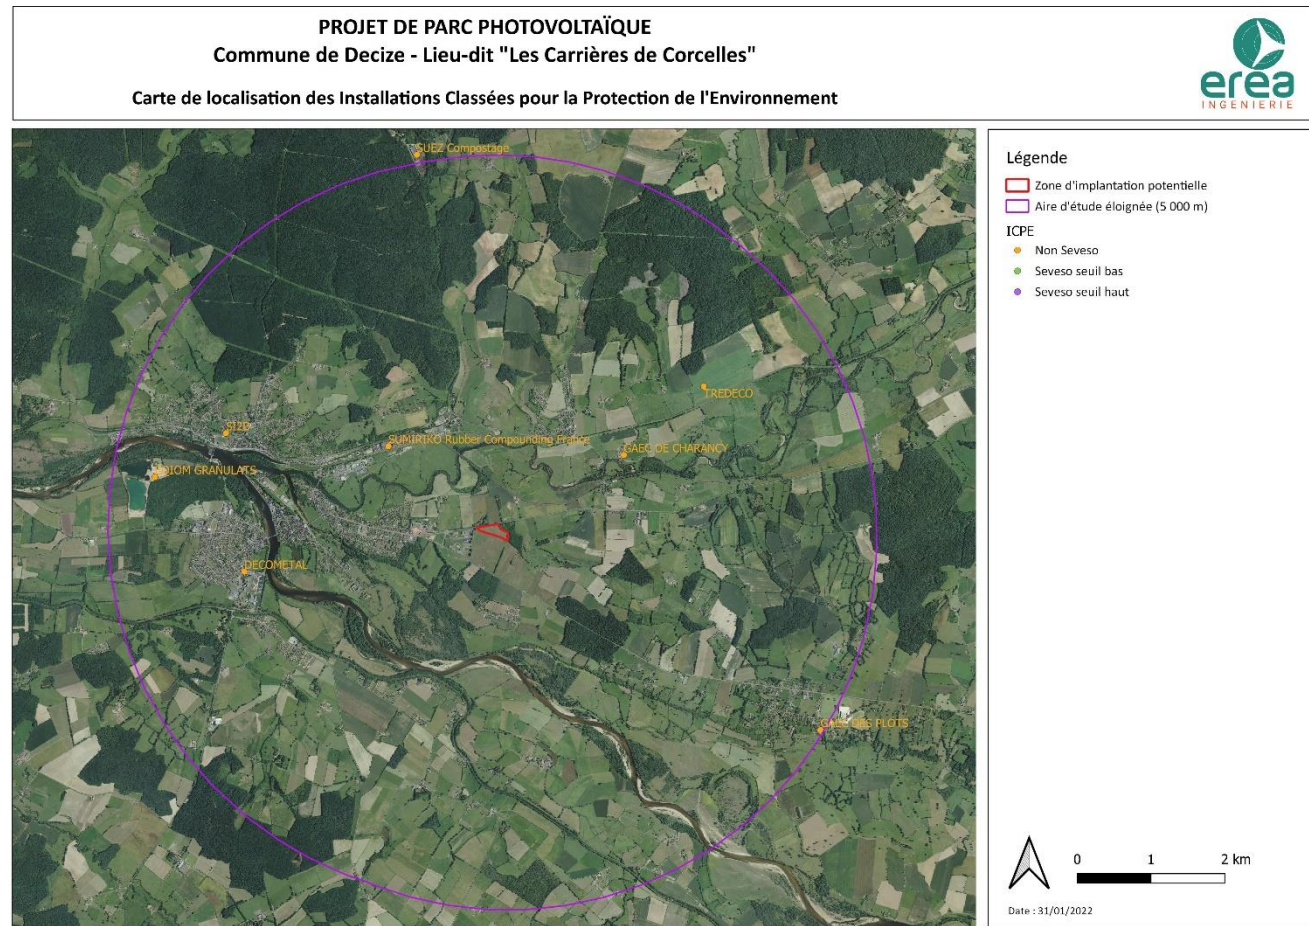 PROJET DE PARC PHOTOVOLTAÏQUE
Commune de Decize - Lieu-dit "Les Carrières de Corcelles"
Carte de localisation des Installations Classées pour la Protection de l'Environnement
erea
INGENIERIE
SUEZ Compostage
TREDECO
SI2D
SUMIRIKO Rubber Compounding France
GAEC DE CHARANCY
GRANULATS
DECOMETAL
GAEC DES PLOTS
Légende
Zone d'implantation potentielle
Aire d'étude éloignée (5 000 m)
ICPE
Non Seveso
Seveso seuil bas
Seveso seuil haut
0 1 2 km
Date : 31/01/2022